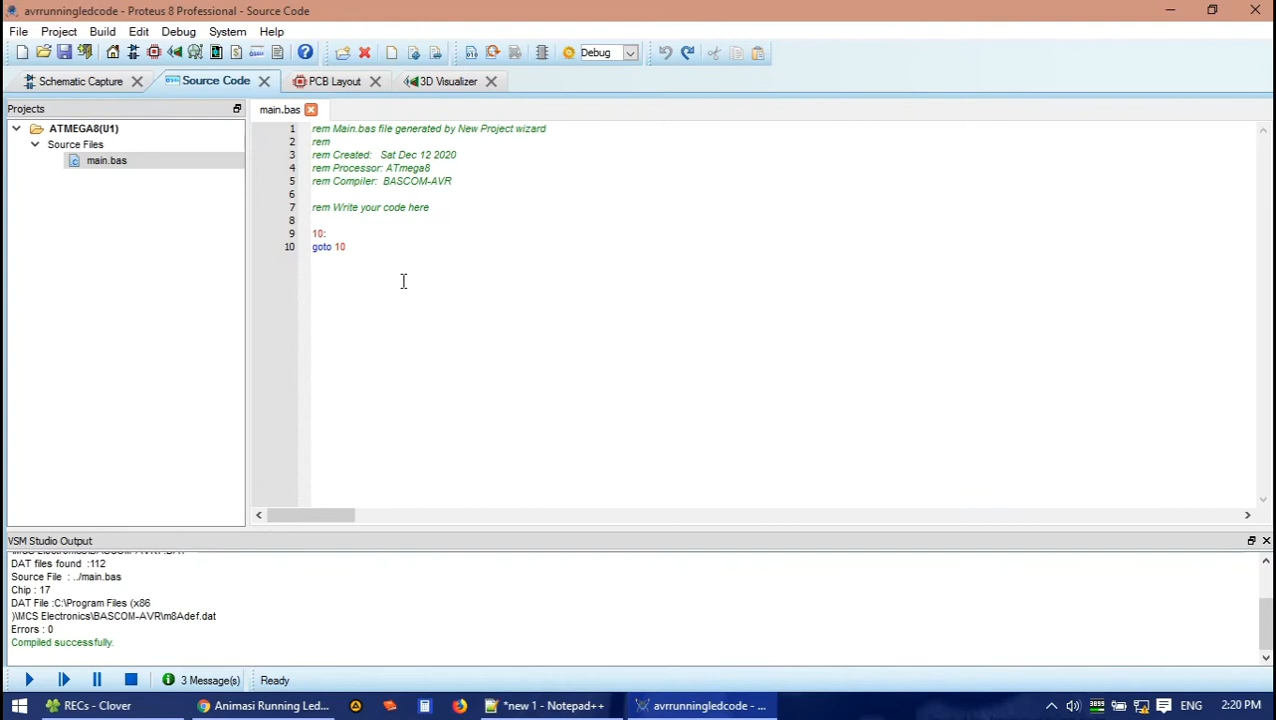 avrrunningledcode - Proteus 8 Professional - Source Code
File Project Build Edit Debug System Help
Debug
Schematic Capture Source Code PCB Layout 3D Visualizer
Projects
main.bas
ATMEGA8(U1)
Source Files
main.bas
1 rem Main.bas file generated by New Project wizard
2 rem
3 rem Created: Sat Dec 12 2020
4 rem Processor: ATmega8
5 rem Compiler: BASCOM-AVR
6
7 rem Write your code here
8
9 10:
10 goto 10
VSM Studio Output
DAT files found :112
Source File : ../main.bas
Chip : 17
DAT File :C:\Program Files (x86
)\MCS Electronics\BASCOM-AVR\m8Adef.dat
Errors : 0
Compiled successfully.
3 Message(s) Ready
RECs - Clover Animasi Running Led... *new 1 - Notepad++ avrrunningledcode - ... ENG 2:20 PM